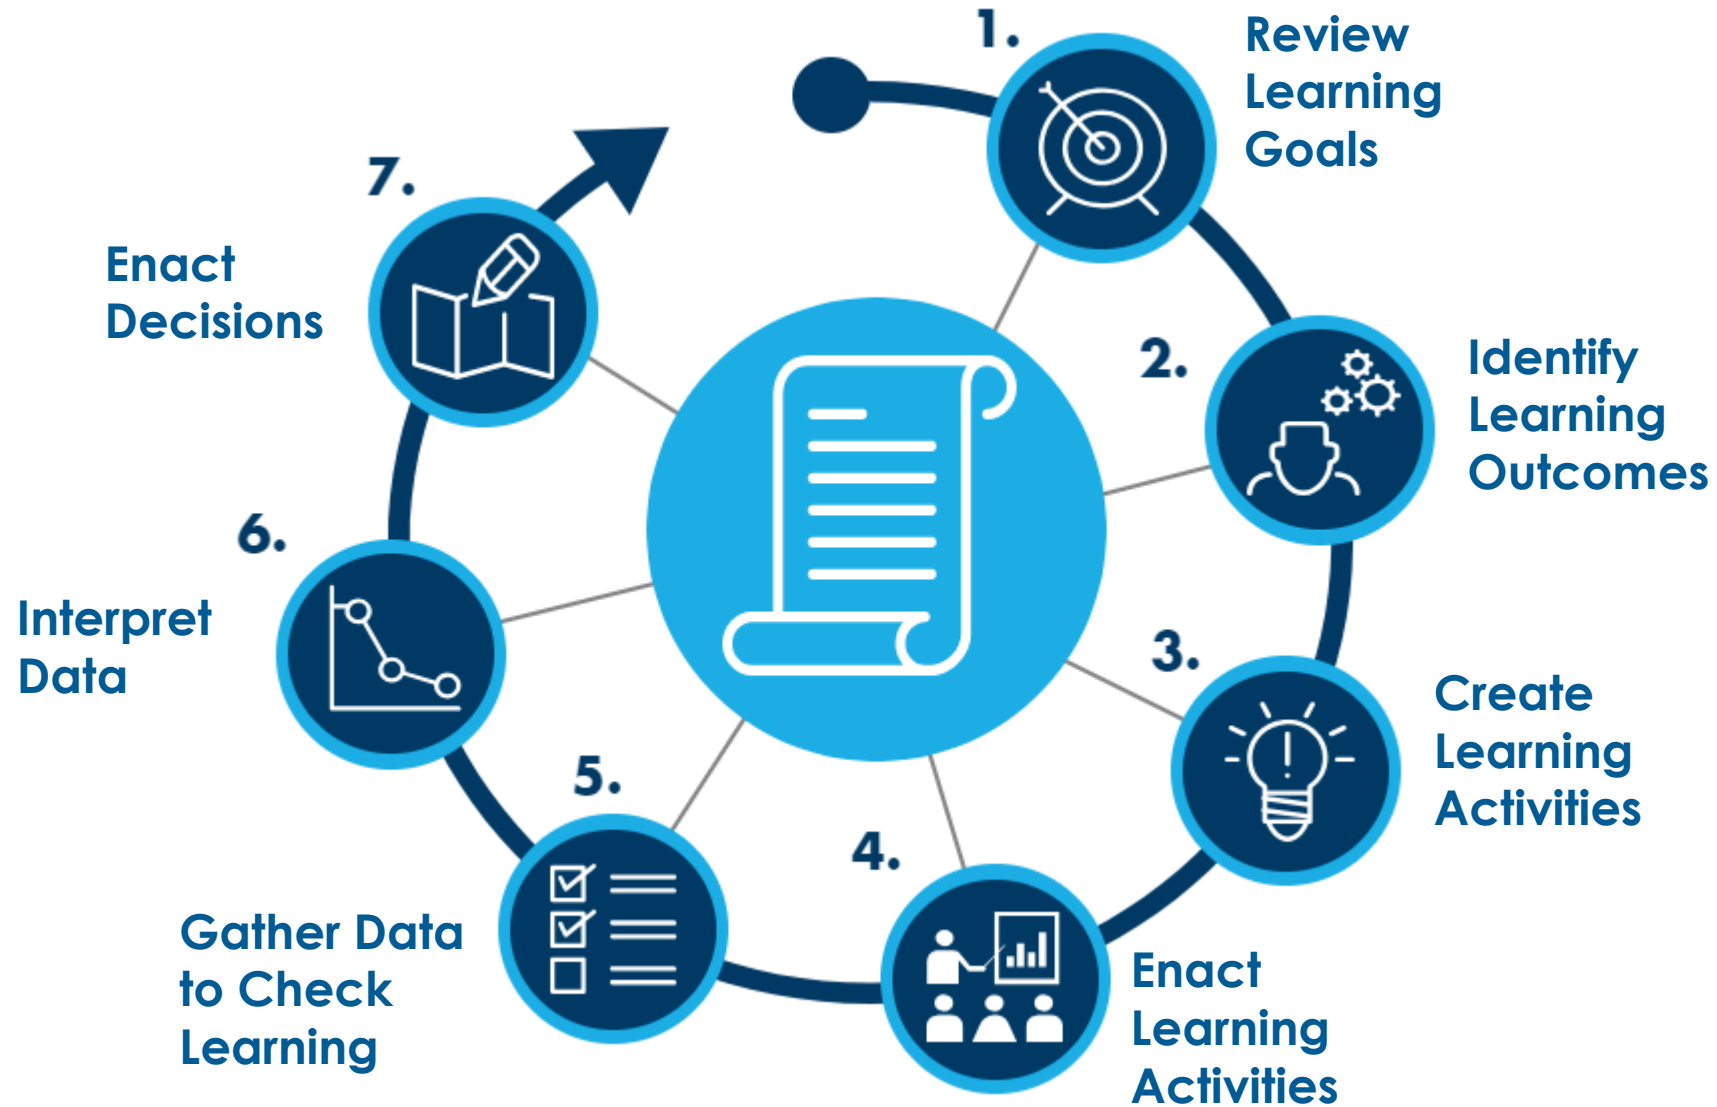 1.
Review
Learning
Goals
2.
Identify
Learning
Outcomes
3.
Create
Learning
Activities
4.
Enact
Learning
Activities
5.
Gather Data
to Check
Learning
6.
Interpret
Data
7.
Enact
Decisions